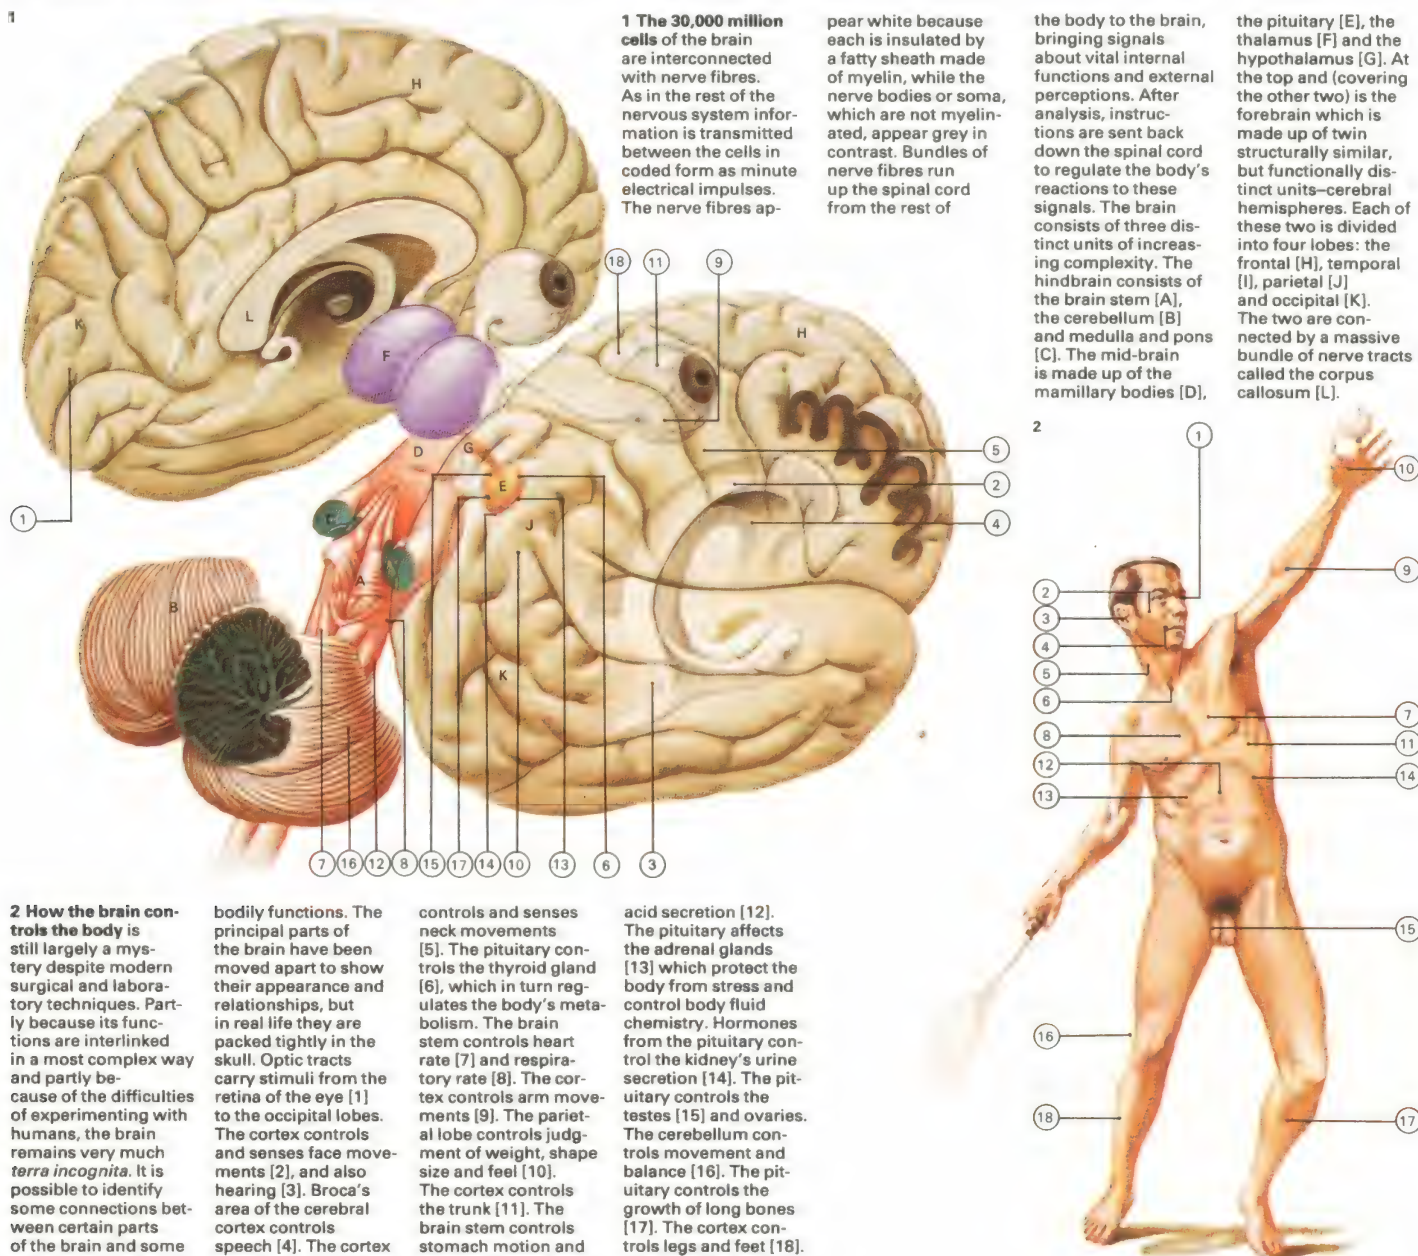 1
1 The 30,000 million
cells of the brain
are interconnected
with nerve fibres.
As in the rest of the
nervous system infor-
mation is transmitted
between the cells in
coded form as minute
electrical impulses.
The nerve fibres ap-
pear white because
each is insulated by
a fatty sheath made
of myelin, while the
nerve bodies or soma,
which are not myelin-
ated, appear grey in
contrast. Bundles of
nerve fibres run
up the spinal cord
from the rest of
the body to the brain,
bringing signals
about vital internal
functions and external
perceptions. After
analysis, instruc-
tions are sent back
down the spinal cord
to regulate the body's
reactions to these
signals. The brain
consists of three dis-
tinct units of increas-
ing complexity. The
hindbrain consists of
the brain stem [A],
the cerebellum [B]
and medulla and pons
[C]. The mid-brain
is made up of the
mamillary bodies [D],
the pituitary [E], the
thalamus [F] and the
hypothalamus [G]. At
the top and (covering
the other two) is the
forebrain which is
made up of twin
structurally similar,
but functionally dis-
tinct units–cerebral
hemispheres. Each of
these two is divided
into four lobes: the
frontal [H], temporal
[I], parietal [J]
and occipital [K].
The two are con-
nected by a massive
bundle of nerve tracts
called the corpus
callosum [L].
H
K
L
F
1
D
G
E
C
A
B
J
K
H
18
11
9
5
2
4
7
16
12
8
15
17
14
10
13
6
3
2
1
10
9
2
3
4
5
6
7
8
11
12
14
13
15
16
18
17
2 How the brain con-
trols the body is
still largely a mys-
tery despite modern
surgical and labora-
tory techniques. Part-
ly because its func-
tions are interlinked
in a most complex way
and partly be-
cause of the difficulties
of experimenting with
humans, the brain
remains very much
terra incognita. It is
possible to identify
some connections bet-
ween certain parts
of the brain and some
bodily functions. The
principal parts of
the brain have been
moved apart to show
their appearance and
relationships, but
in real life they are
packed tightly in the
skull. Optic tracts
carry stimuli from the
retina of the eye [1]
to the occipital lobes.
The cortex controls
and senses face move-
ments [2], and also
hearing [3]. Broca's
area of the cerebral
cortex controls
speech [4]. The cortex
controls and senses
neck movements
[5]. The pituitary con-
trols the thyroid gland
[6], which in turn reg-
ulates the body's meta-
bolism. The brain
stem controls heart
rate [7] and respira-
tory rate [8]. The cor-
tex controls arm move-
ments [9]. The pariet-
al lobe controls judg-
ment of weight, shape
size and feel [10].
The cortex controls
the trunk [11]. The
brain stem controls
stomach motion and
acid secretion [12].
The pituitary affects
the adrenal glands
[13] which protect the
body from stress and
control body fluid
chemistry. Hormones
from the pituitary con-
trol the kidney's urine
secretion [14]. The pit-
uitary controls the
testes [15] and ovaries.
The cerebellum con-
trols movement and
balance [16]. The pit-
uitary controls the
growth of long bones
[17]. The cortex con-
trols legs and feet [18].